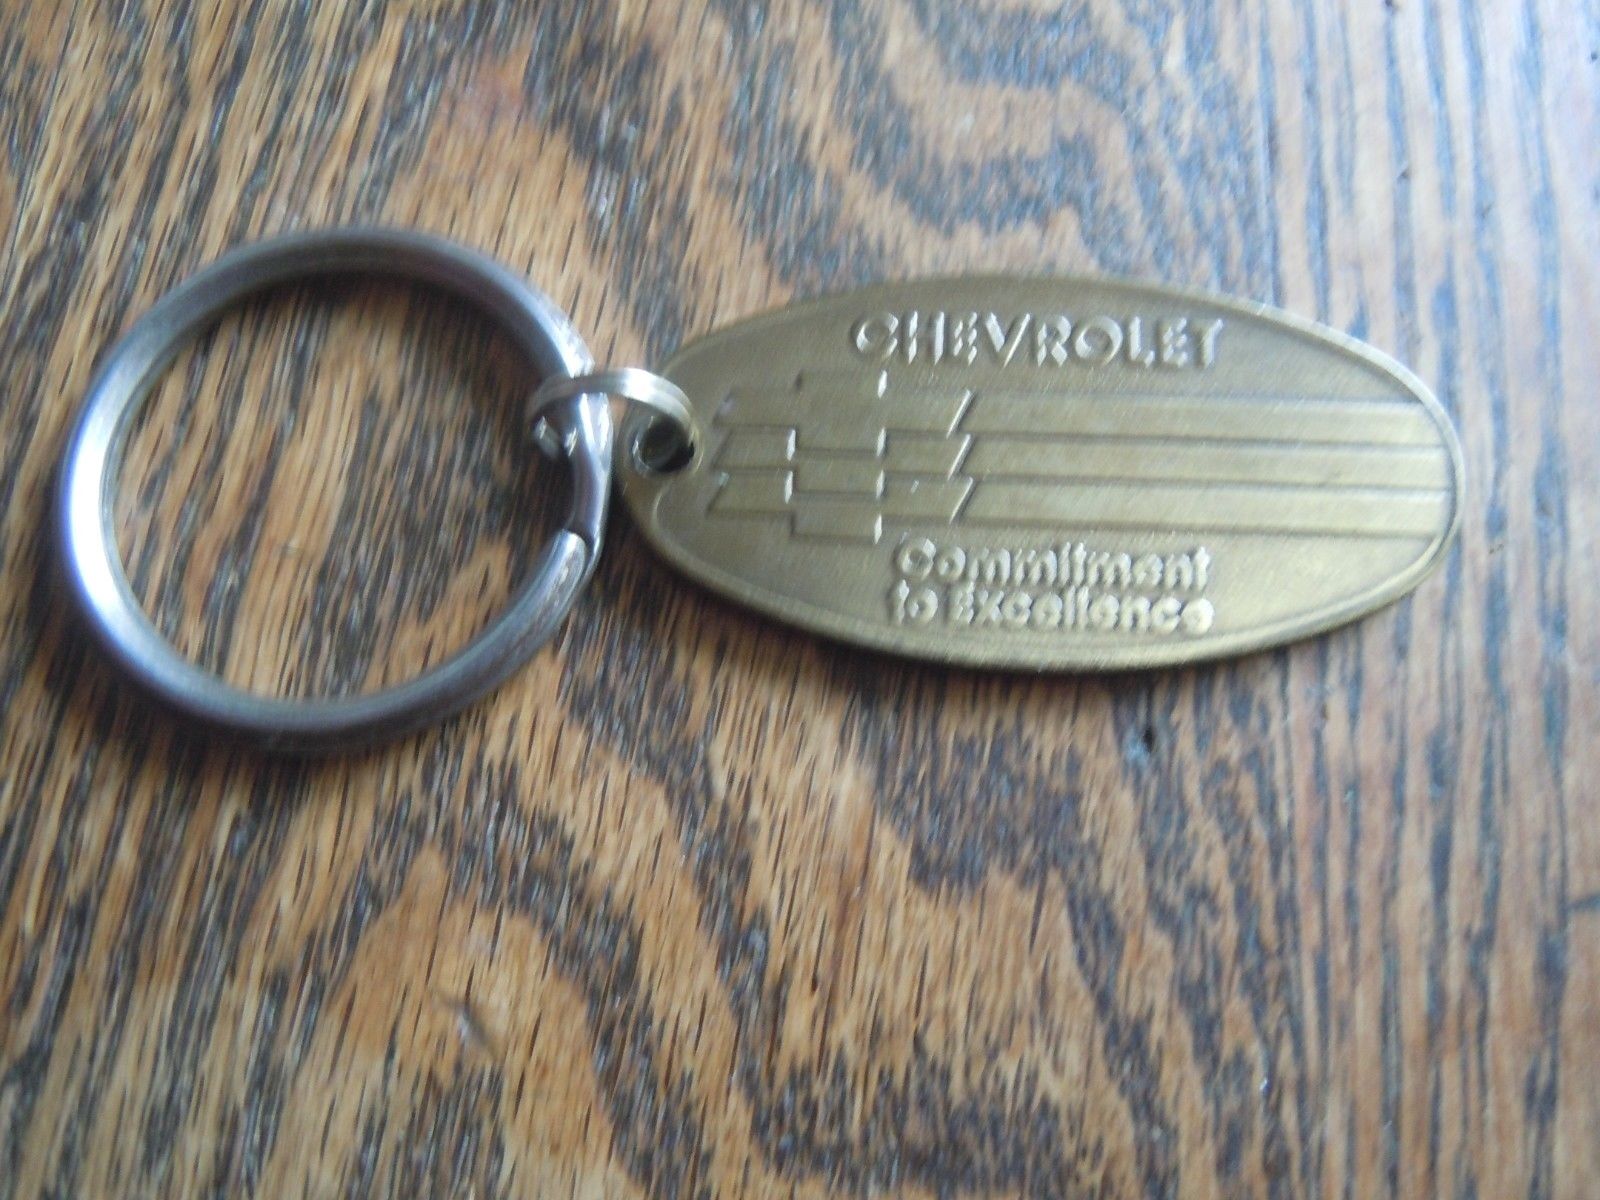 CHEVROLET
Commitment
to Excellence